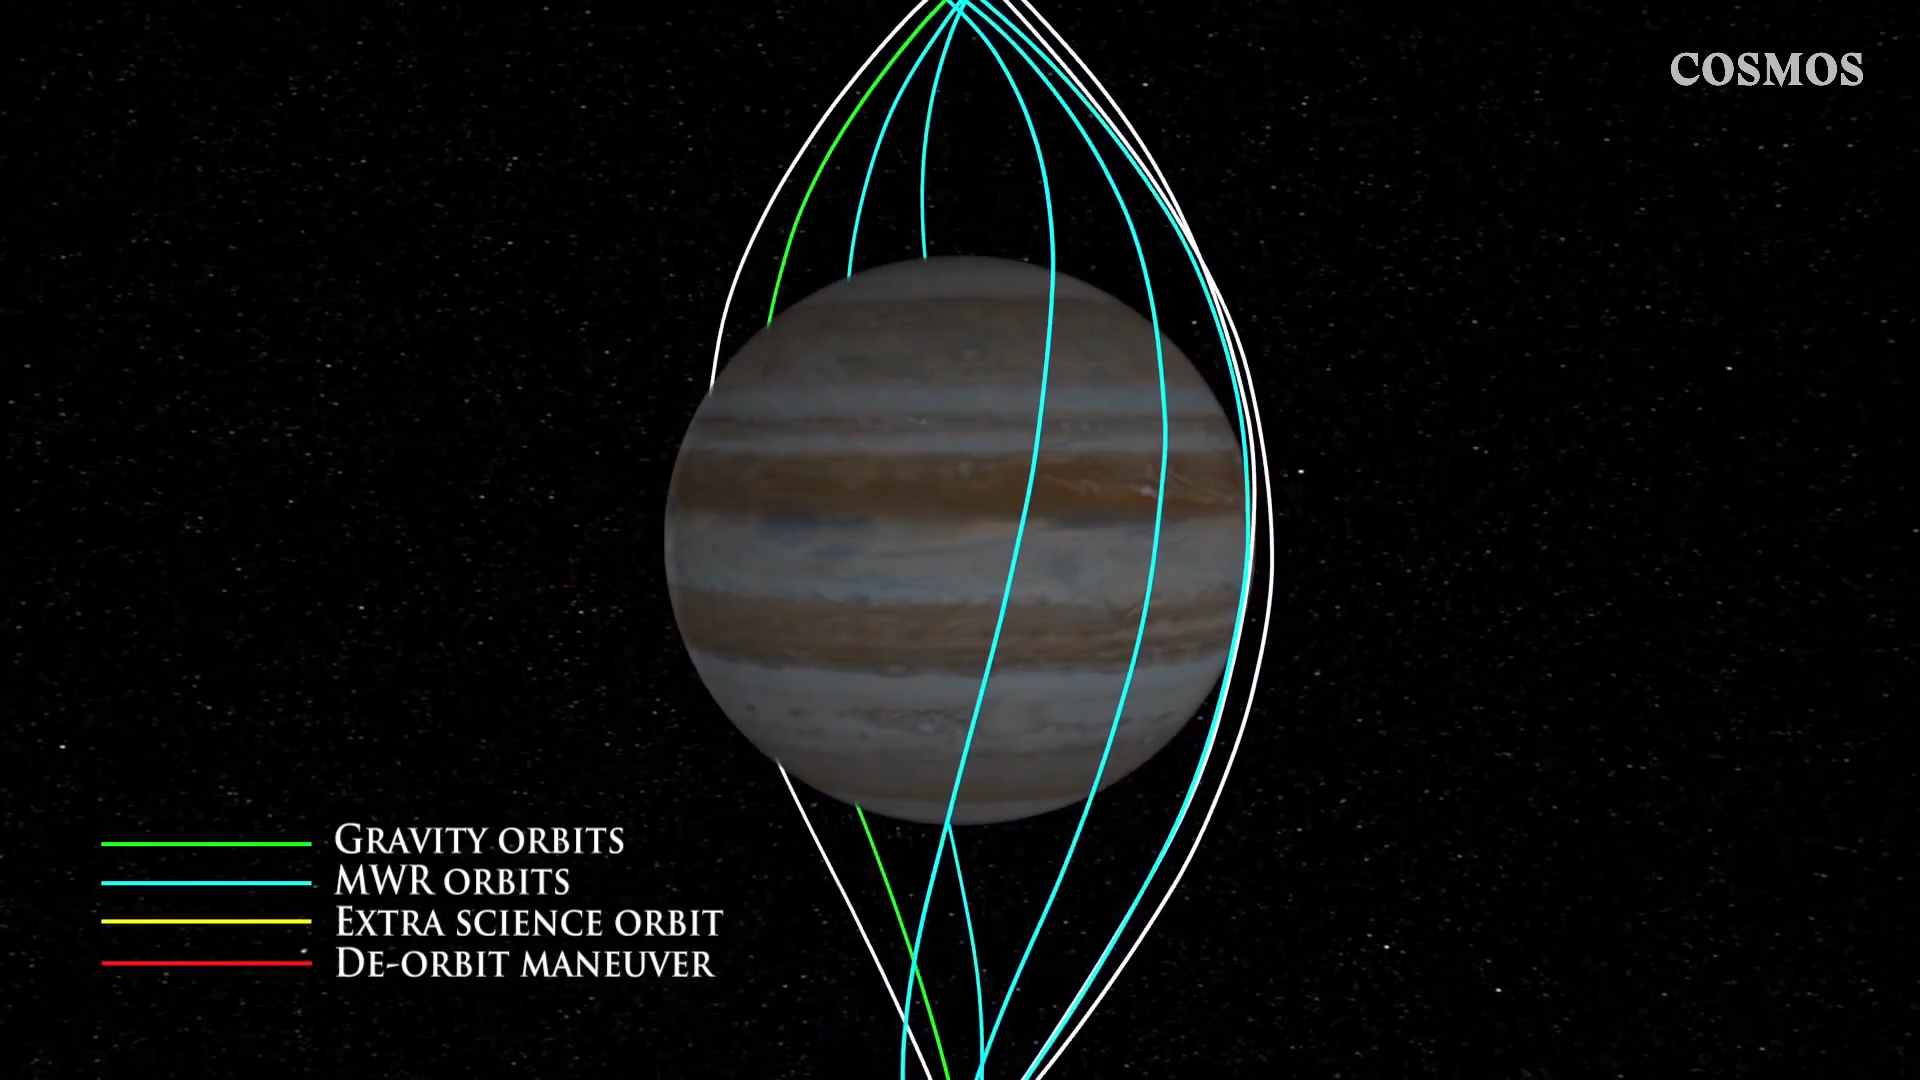 COSMOS
GRAVITY ORBITS
MWR ORBITS
EXTRA SCIENCE ORBIT
DE-ORBIT MANEUVER